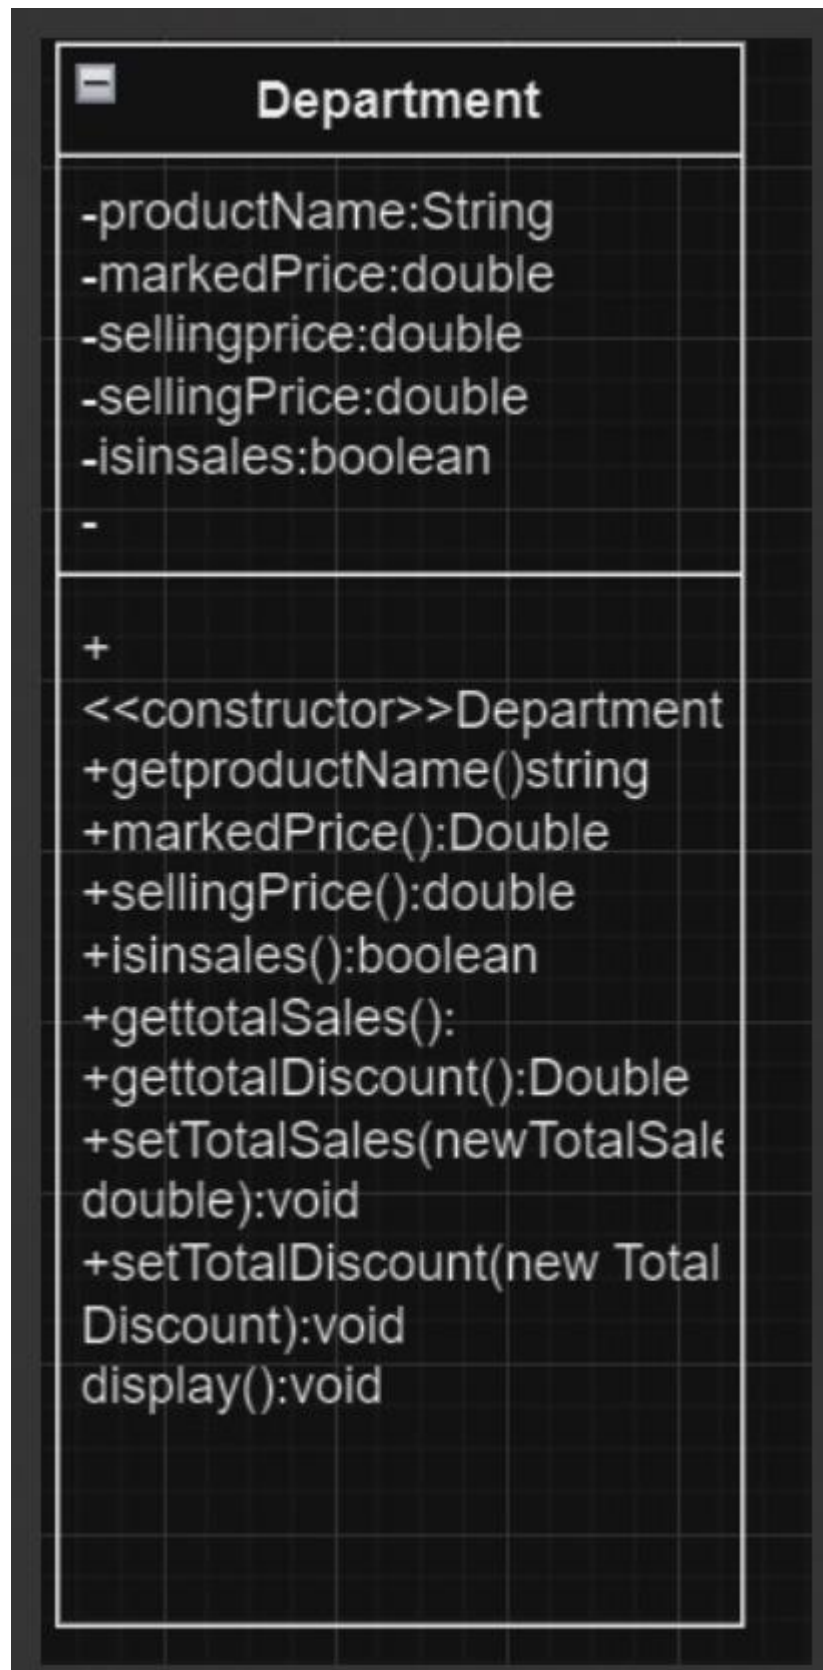 Department
-productName:String
-markedPrice:double
-sellingprice:double
-sellingPrice:double
-isinsales:boolean
-
+
<<constructor>>Department
+getproductName()string
+markedPrice():Double
+sellingPrice():double
+isinsales():boolean
+gettotalSales():
+gettotalDiscount():Double
+setTotalSales(newTotalSale
double):void
+setTotalDiscount(new Total
Discount):void
display():void